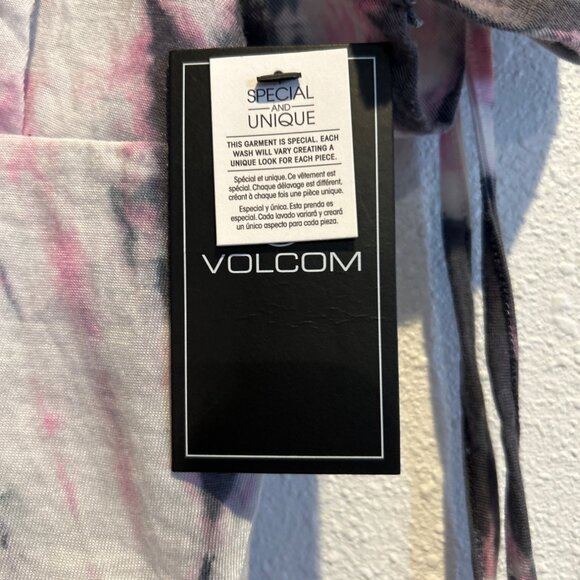 SPECIAL
AND
UNIQUE
THIS GARMENT IS SPECIAL. EACH
WASH WILL VARY CREATING A
UNIQUE LOOK FOR EACH PIECE.
Spécial et unique. Ce vêtement est
spécial. Chaque délavage est différent,
créant à chaque fois une pièce unique.
Especial y única. Esta prenda es
especial. Cada lavado variará y creará
un único aspecto para cada pieza.
VOLCOM